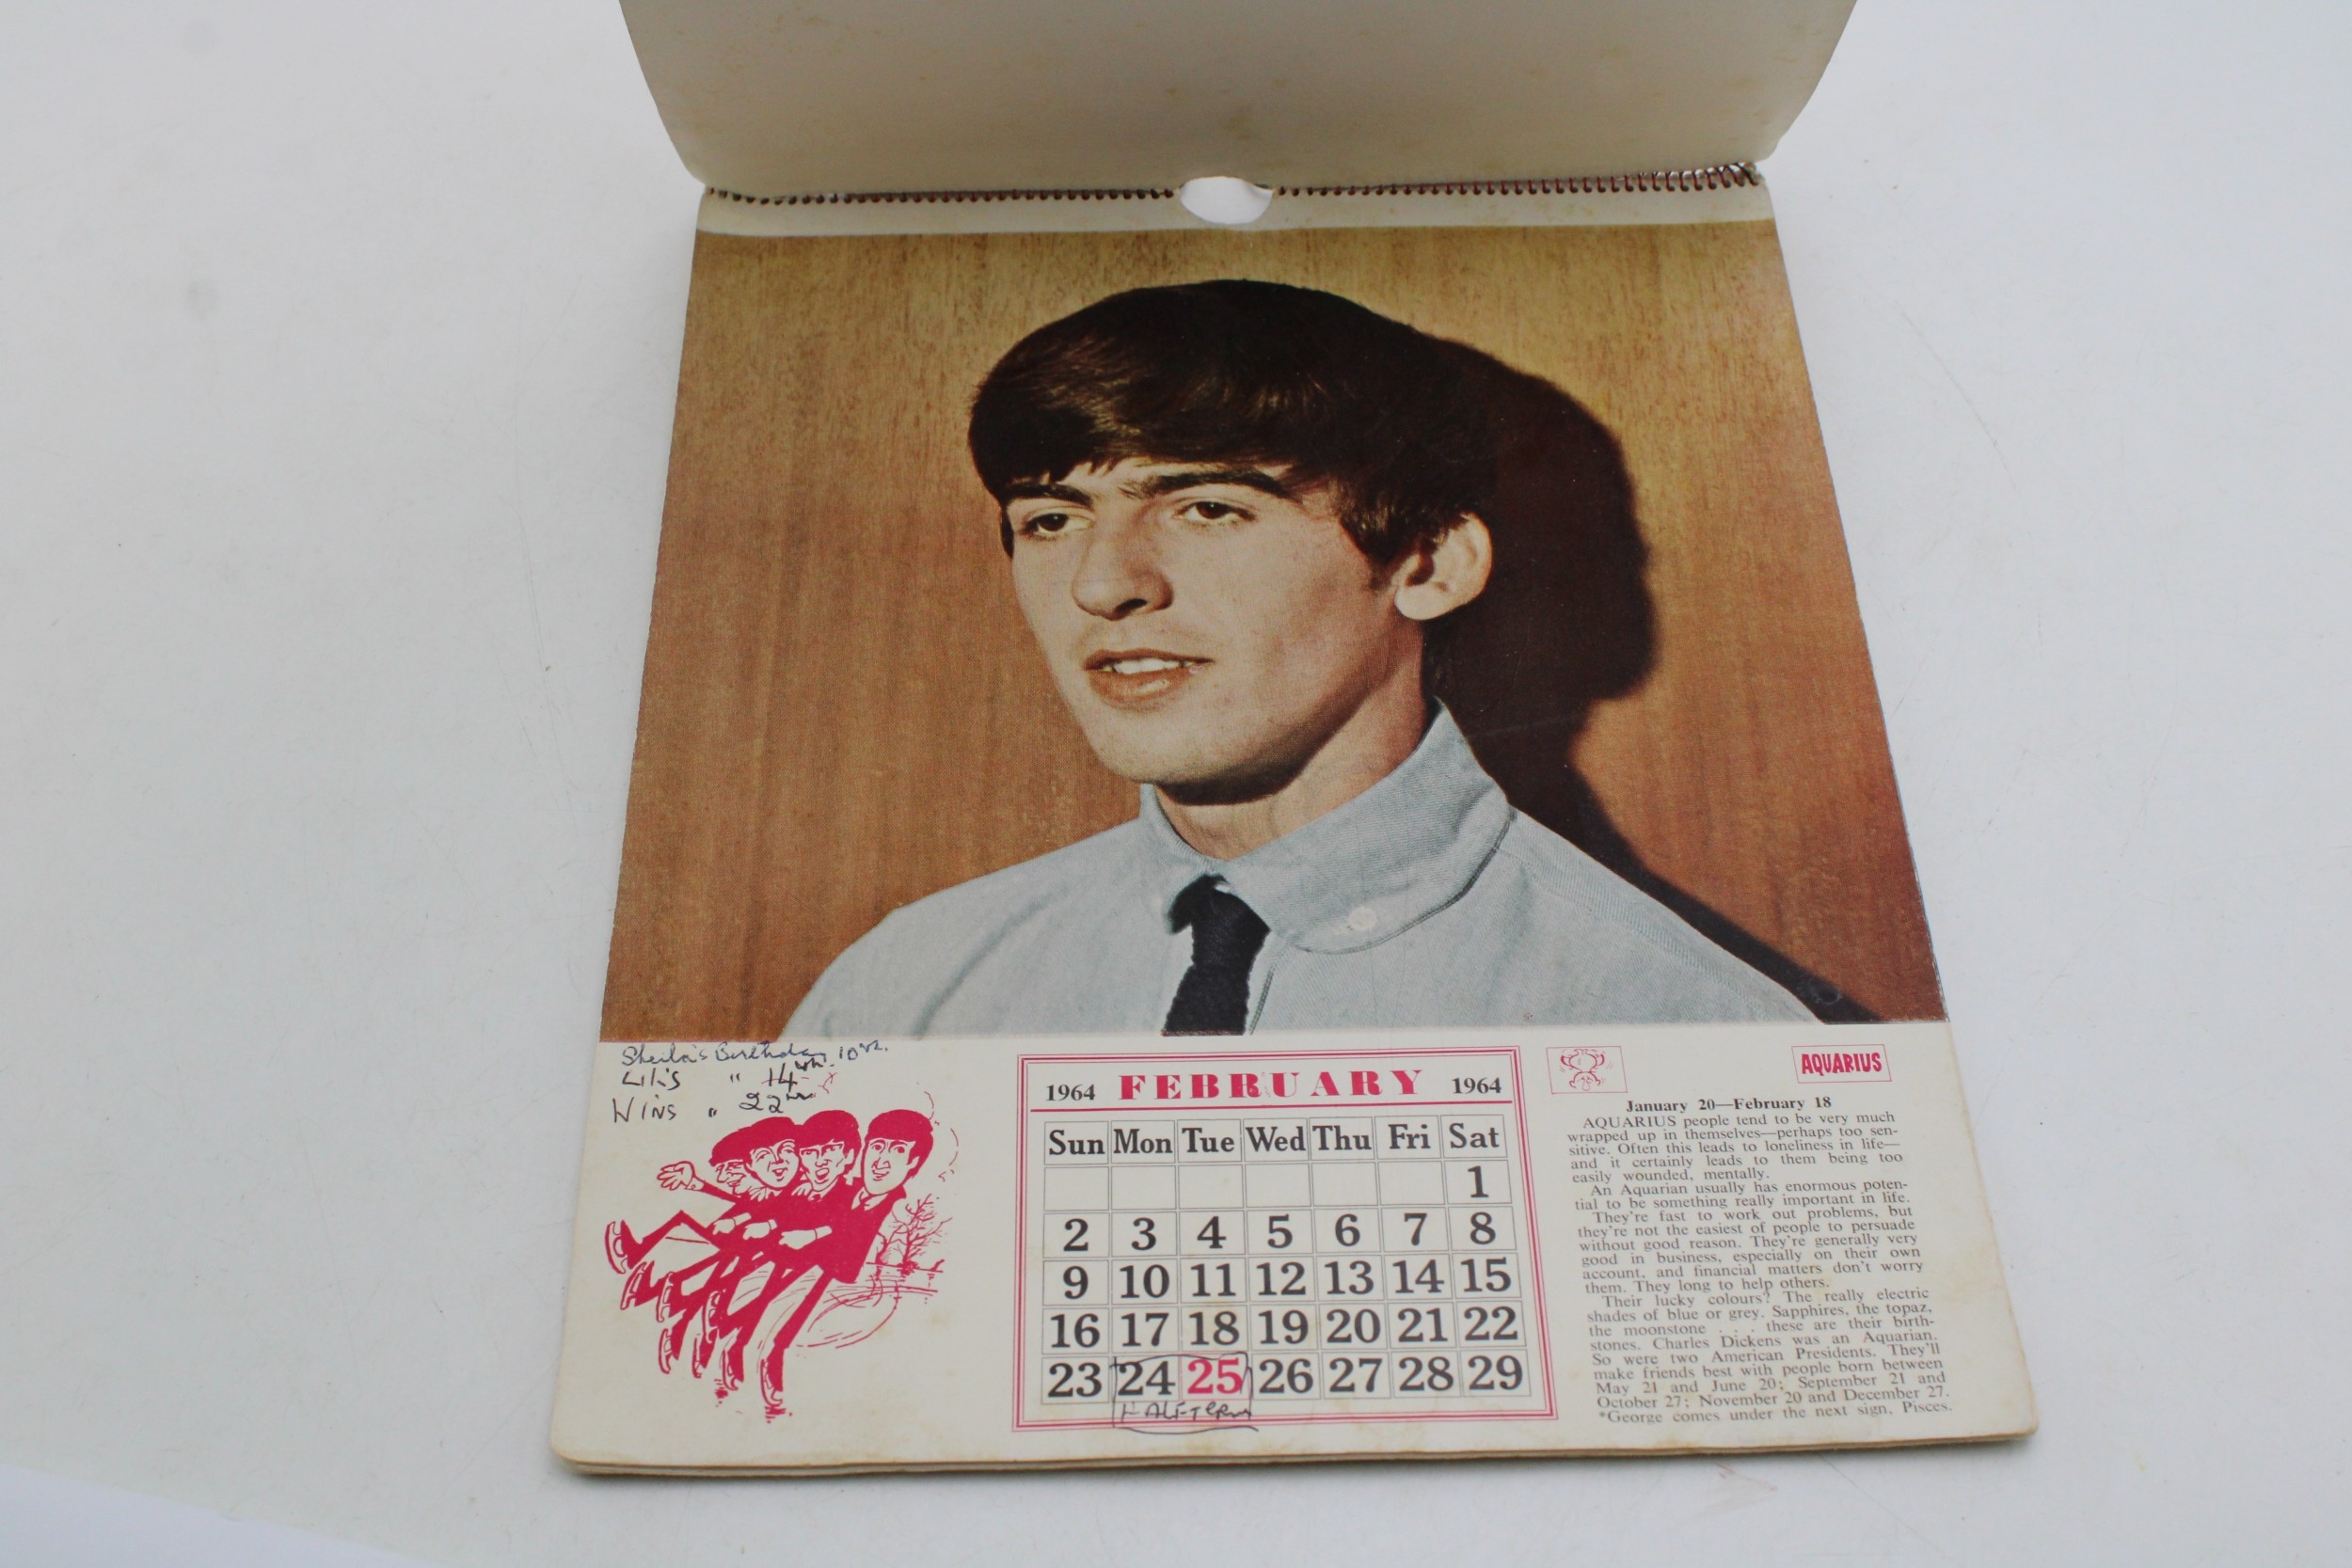 Sheila's Birthday 10th.
Lil's " 14th.
WINS " 22nd
1964 FEBRUARY 1964
Sun Mon Tue Wed Thu Fri Sat
1
2 3 4 5 6 7 8
9 10 11 12 13 14 15
16 17 18 19 20 21 22
23 24 25 26 27 28 29
HALF-TERM
AQUARIUS
January 20—February 18
AQUARIUS people tend to be very much
wrapped up in themselves—perhaps too sen-
sitive. Often this leads to loneliness in life—
and it certainly leads to them being too
easily wounded, mentally.
An Aquarian usually has enormous poten-
tial to be something really important in life.
They're fast to work out problems, but
they're not the easiest of people to persuade
without good reason. They're generally very
good in business, especially on their own
account, and financial matters don't worry
them. They long to help others.
Their lucky colours? The really electric
shades of blue or grey. Sapphires, the topaz,
the moonstone . . . these are their birth-
stones. Charles Dickens was an Aquarian.
So were two American Presidents. They'll
make friends best with people born between
May 21 and June 20; September 21 and
October 27; November 20 and December 27.
*George comes under the next sign, Pisces.